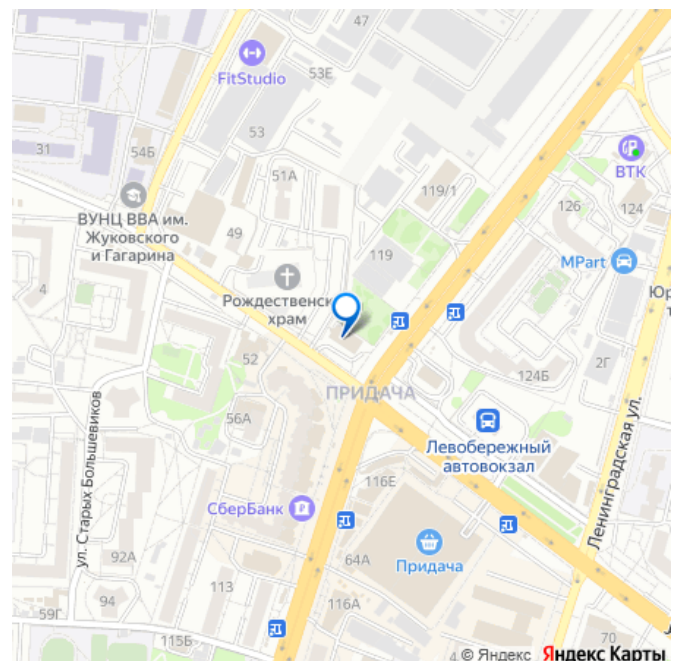 47
53Е
FitStudio
53
31
54Б
51А
ВТК
126
124
119/1
ВУНЦ ВВА им.
Жуковского
и Гагарина
49
119
MPart
4
Рождественск
храм
Юр
т
52
ПРИДАЧА
124Б
2Г
56А
ул. Старых Большевиков
Левобережный
автовокзал
Ленинградская ул.
116Е
СберБанк
64А
Придача
92А
113
94
116А
59Г
115Б
70
© Яндекс Яндекс Карты